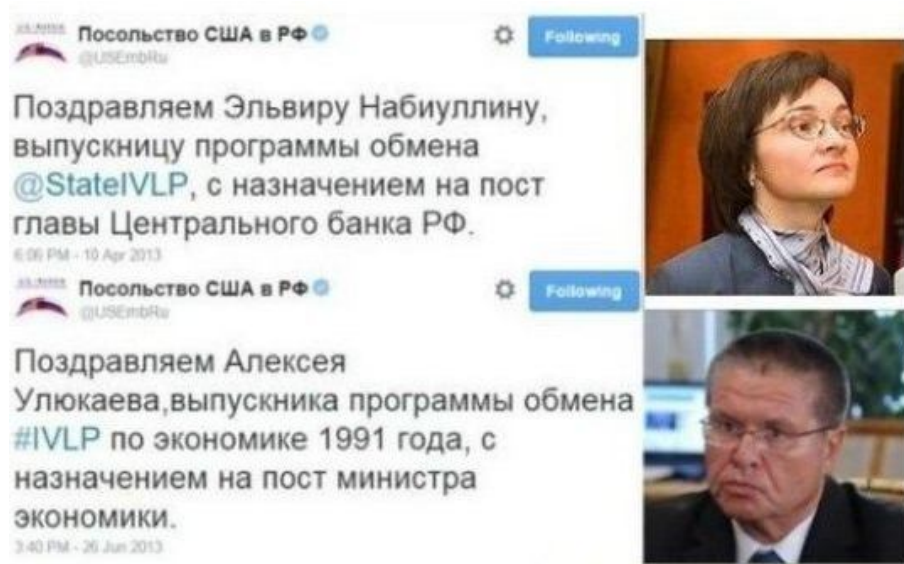 Посольство США в РФ
@USEmbRu
Following
Поздравляем Эльвиру Набиуллину,
выпускницу программы обмена
@StateIVLP, с назначением на пост
главы Центрального банка РФ.
6:06 PM - 10 Apr 2013
Посольство США в РФ
@USEmbRu
Following
Поздравляем Алексея
Улюкаева,выпускника программы обмена
#IVLP по экономике 1991 года, с
назначением на пост министра
экономики.
3:40 PM - 26 Jun 2013